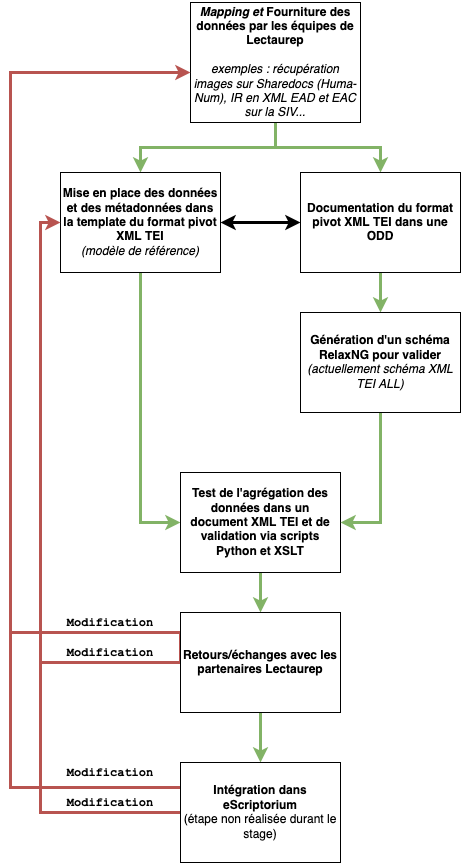 Mapping et Fourniture des
données par les équipes de
Lectaurep
exemples : récupération
images sur Sharedocs (Huma-
Num), IR en XML EAD et EAC
sur la SIV...
Mise en place des données
et des métadonnées dans
la template du format pivot
XML TEI
(modèle de référence)
Documentation du format
pivot XML TEI dans une
ODD
Génération d'un schéma
RelaxNG pour valider
(actuellement schéma XML
TEI ALL)
Test de l'agrégation des
données dans un
document XML TEI et de
validation via scripts
Python et XSLT
Modification
Modification
Retours/échanges avec les
partenaires Lectaurep
Modification
Modification
Intégration dans
eScriptorium
(étape non réalisée durant le
stage)